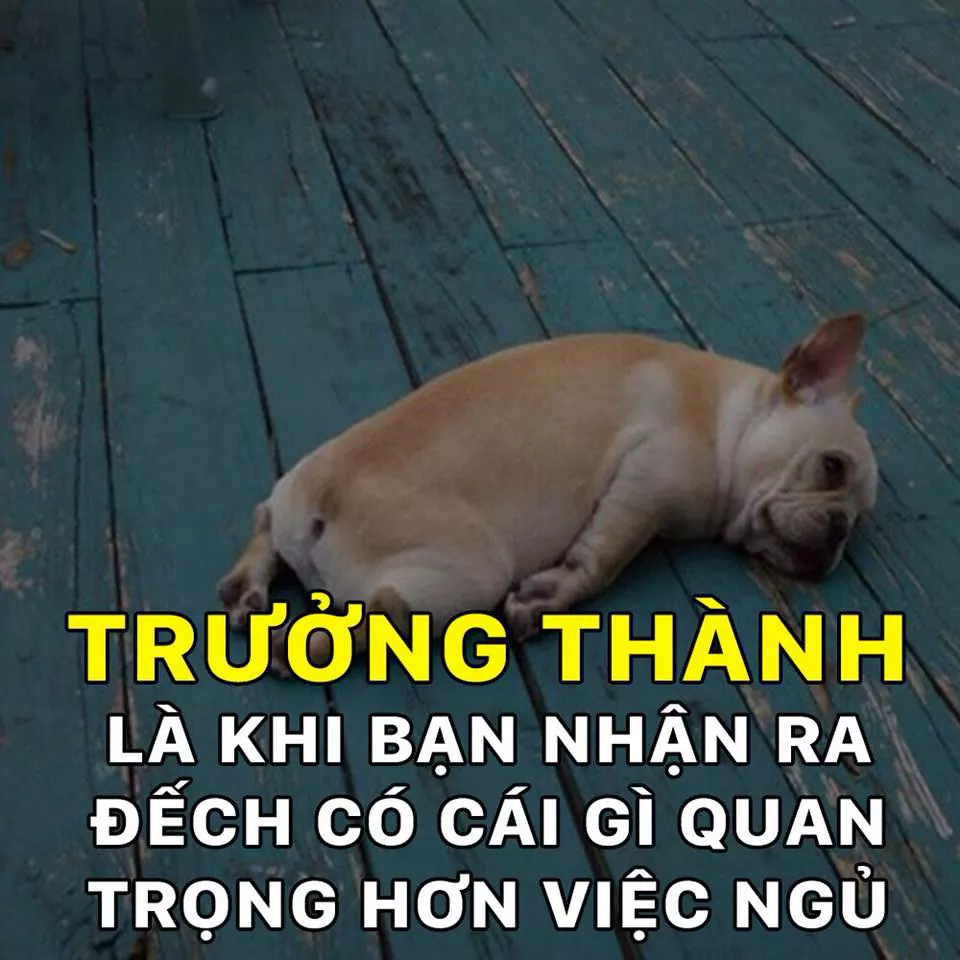 TRƯỞNG THÀNH
LÀ KHI BẠN NHẬN RA
ĐẾCH CÓ CÁI GÌ QUAN
TRỌNG HƠN VIỆC NGỦ